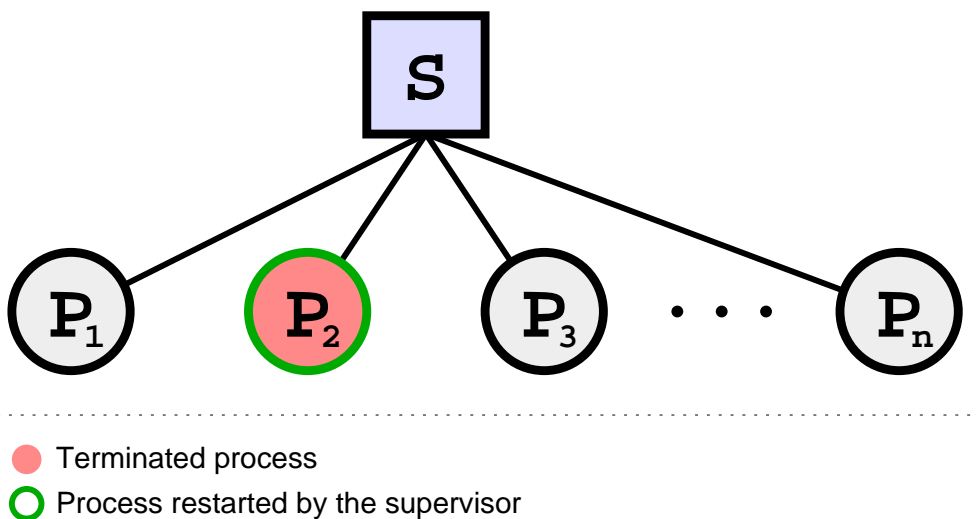 S
P1 P2 P3 . . . Pn
Terminated process
Process restarted by the supervisor